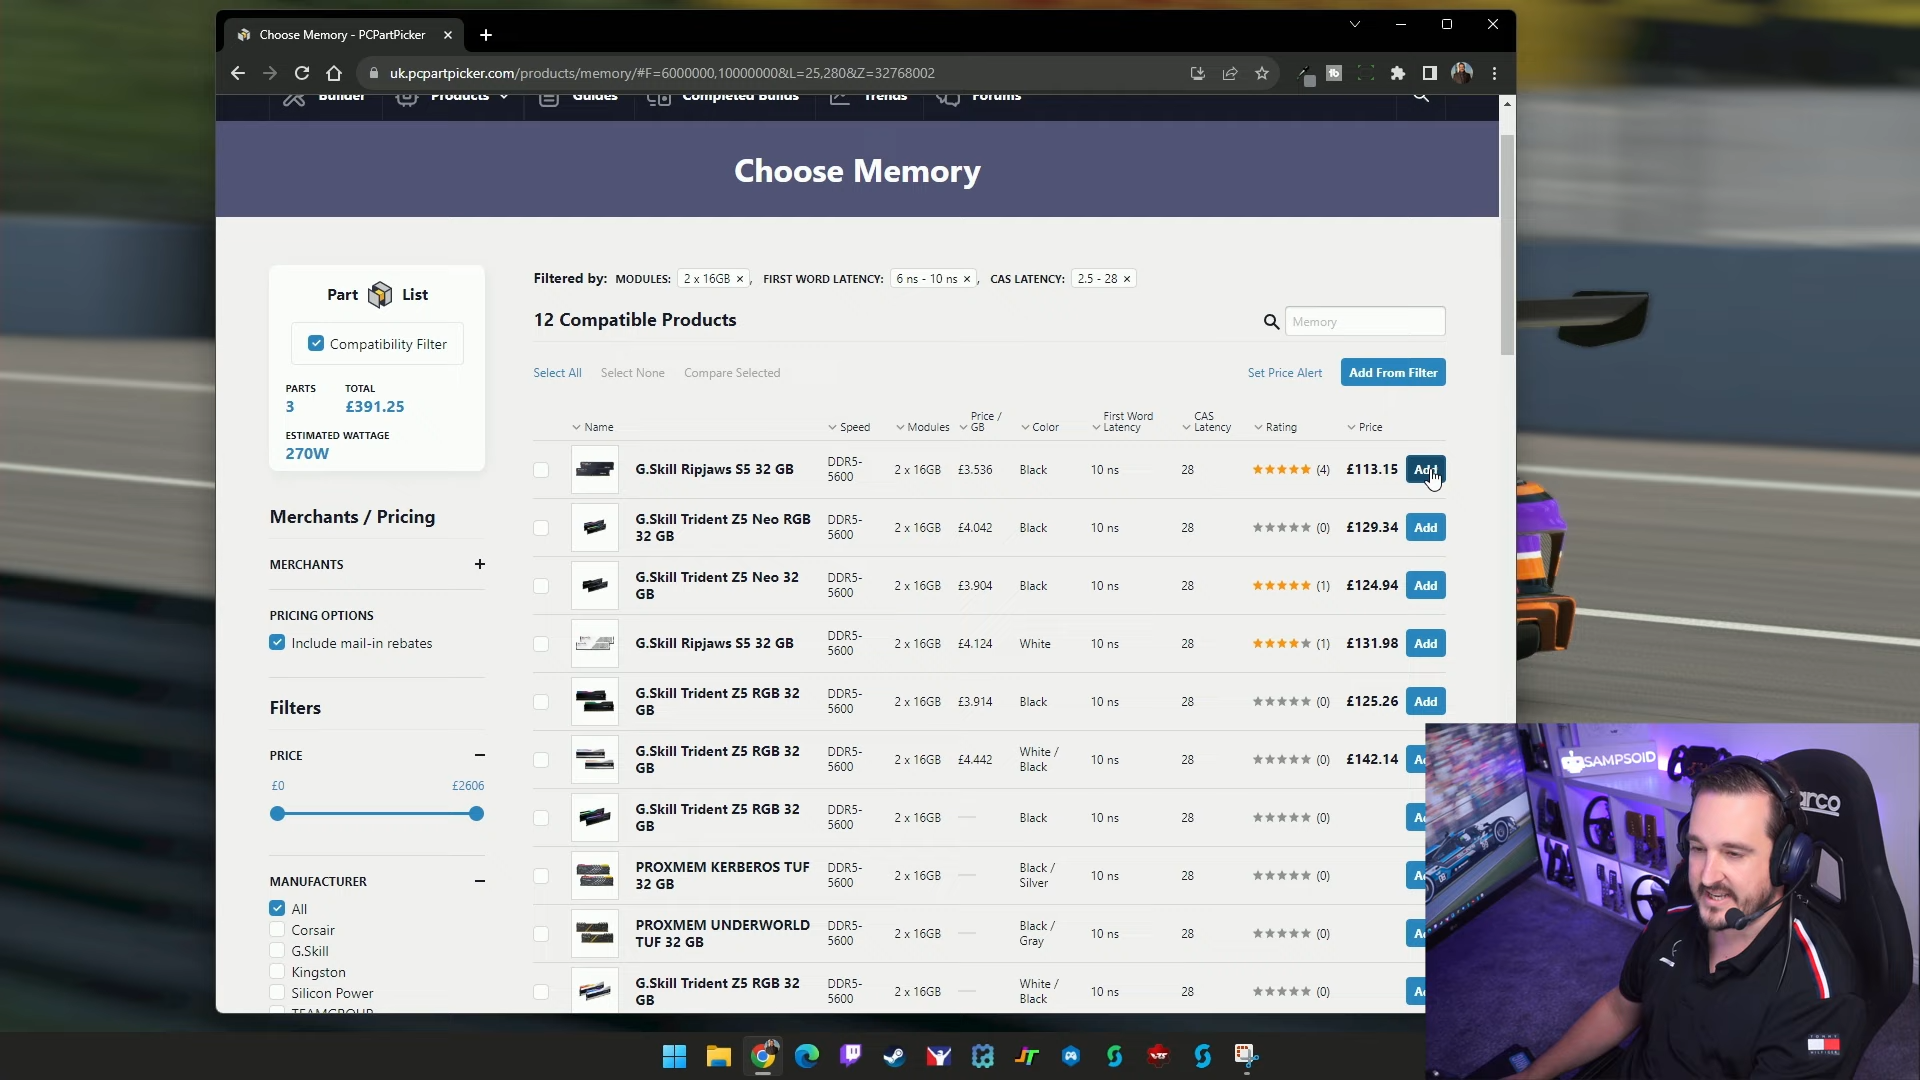 Choose Memory - PCPartPicker
uk.pcpartpicker.com/products/memory/#F=6000000,10000000&L=25,280&Z=32768002
Builder Products Guides Completed Builds Trends Forums
Choose Memory
Part List
Compatibility Filter
PARTS TOTAL
3 £391.25
ESTIMATED WATTAGE
270W
Merchants / Pricing
MERCHANTS +
PRICING OPTIONS
Include mail-in rebates
Filters
PRICE
£0 £2606
MANUFACTURER
All
Corsair
G.Skill
Kingston
Silicon Power
TEAMGROUP
Filtered by: MODULES: 2 x 16GB ×, FIRST WORD LATENCY: 6 ns - 10 ns ×, CAS LATENCY: 2.5 - 28 ×
12 Compatible Products
Memory
Select All Select None Compare Selected Set Price Alert Add From Filter
Name Speed Modules Price / GB Color First Word Latency CAS Latency Rating Price
G.Skill Ripjaws S5 32 GB DDR5-5600 2 x 16GB £3.536 Black 10 ns 28 (4) £113.15 Add
G.Skill Trident Z5 Neo RGB 32 GB DDR5-5600 2 x 16GB £4.042 Black 10 ns 28 (0) £129.34 Add
G.Skill Trident Z5 Neo 32 GB DDR5-5600 2 x 16GB £3.904 Black 10 ns 28 (1) £124.94 Add
G.Skill Ripjaws S5 32 GB DDR5-5600 2 x 16GB £4.124 White 10 ns 28 (1) £131.98 Add
G.Skill Trident Z5 RGB 32 GB DDR5-5600 2 x 16GB £3.914 Black 10 ns 28 (0) £125.26 Add
G.Skill Trident Z5 RGB 32 GB DDR5-5600 2 x 16GB £4.442 White / Black 10 ns 28 (0) £142.14
G.Skill Trident Z5 RGB 32 GB DDR5-5600 2 x 16GB — Black 10 ns 28 (0)
PROXMEM KERBEROS TUF 32 GB DDR5-5600 2 x 16GB — Black / Silver 10 ns 28 (0)
PROXMEM UNDERWORLD TUF 32 GB DDR5-5600 2 x 16GB — Black / Gray 10 ns 28 (0)
G.Skill Trident Z5 RGB 32 GB DDR5-5600 2 x 16GB — White / Black 10 ns 28 (0)
SAMPSOID
arco